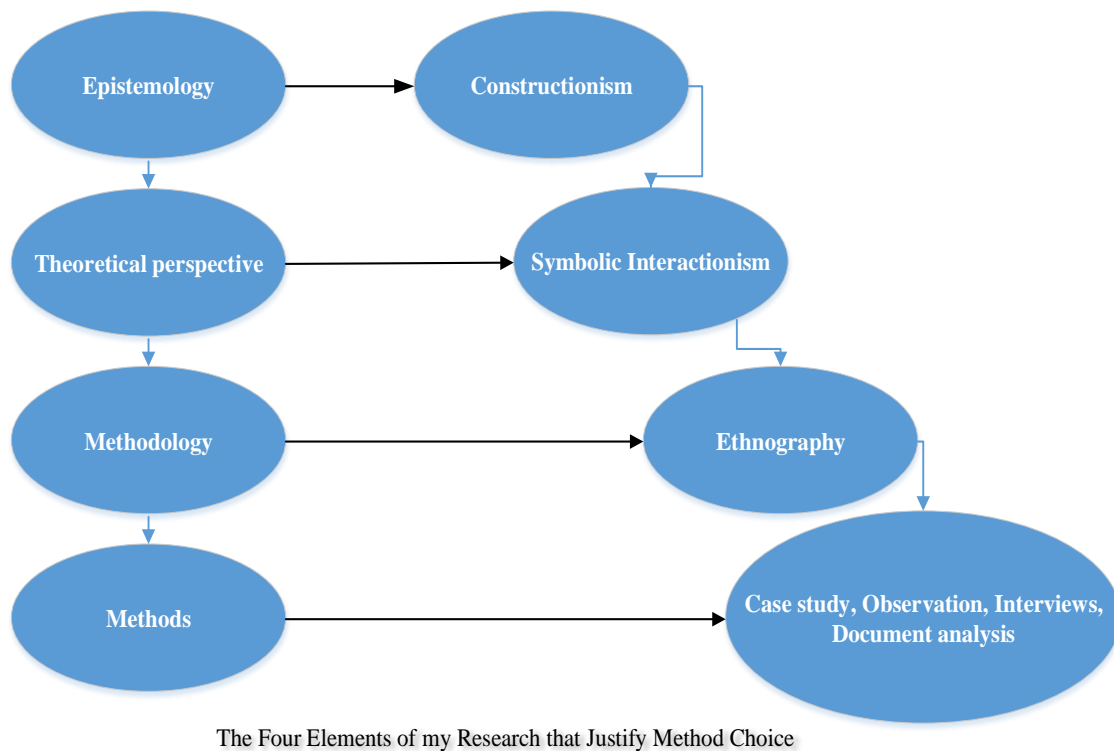 Epistemology
Constructionism
Theoretical perspective
Symbolic Interactionism
Methodology
Ethnography
Methods
Case study, Observation, Interviews,
Document analysis
The Four Elements of my Research that Justify Method Choice